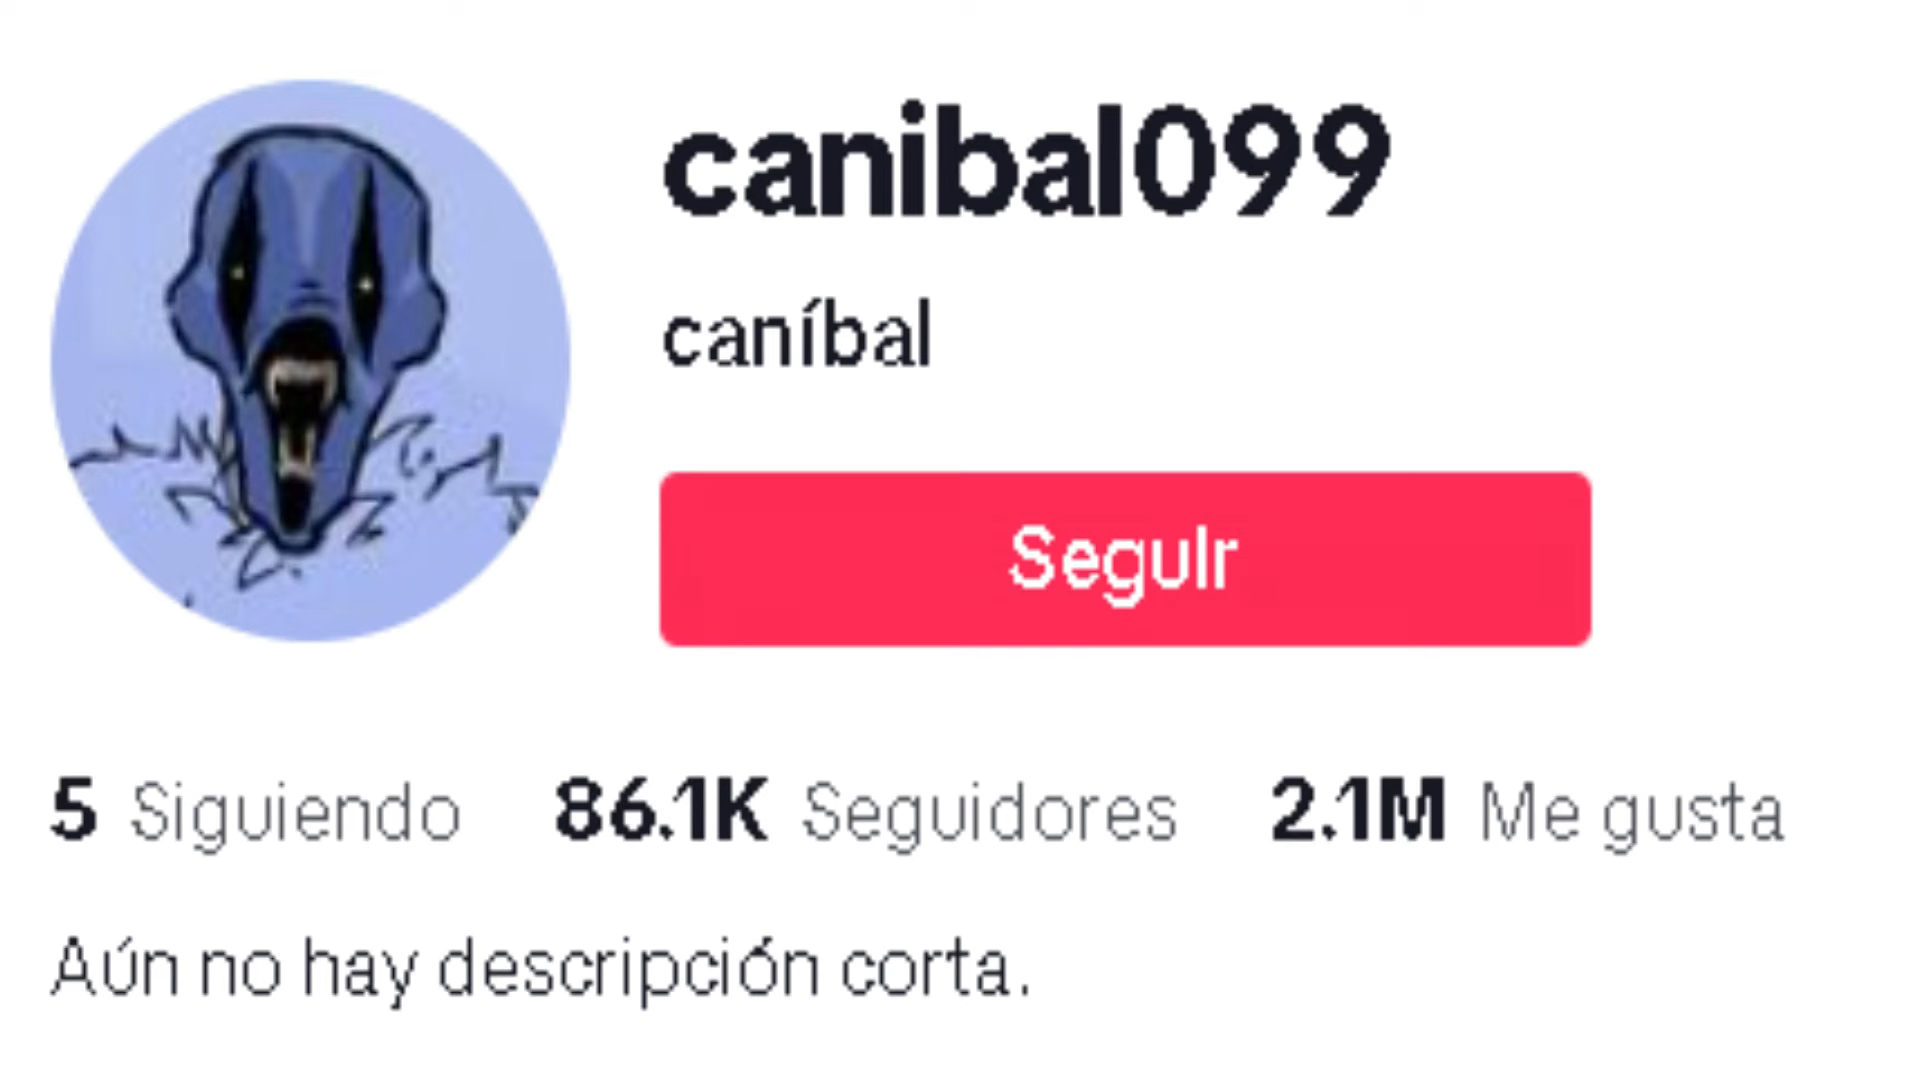 canibal099
caníbal
Seguir
5 Siguiendo 86.1K Seguidores 2.1M Me gusta
Aún no hay descripción corta.